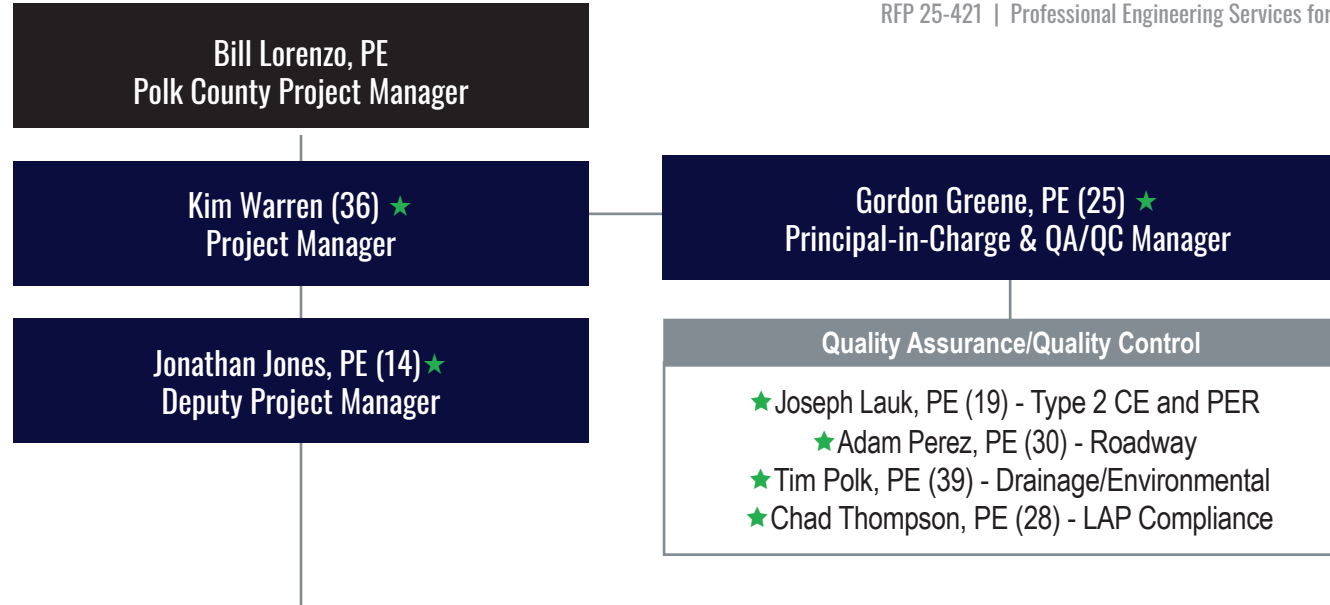 RFP 25-421 | Professional Engineering Services for
Bill Lorenzo, PE
Polk County Project Manager
Kim Warren (36) ★
Project Manager
Gordon Greene, PE (25) ★
Principal-in-Charge & QA/QC Manager
Jonathan Jones, PE (14) ★
Deputy Project Manager
Quality Assurance/Quality Control
★ Joseph Lauk, PE (19) - Type 2 CE and PER
★ Adam Perez, PE (30) - Roadway
★ Tim Polk, PE (39) - Drainage/Environmental
★ Chad Thompson, PE (28) - LAP Compliance